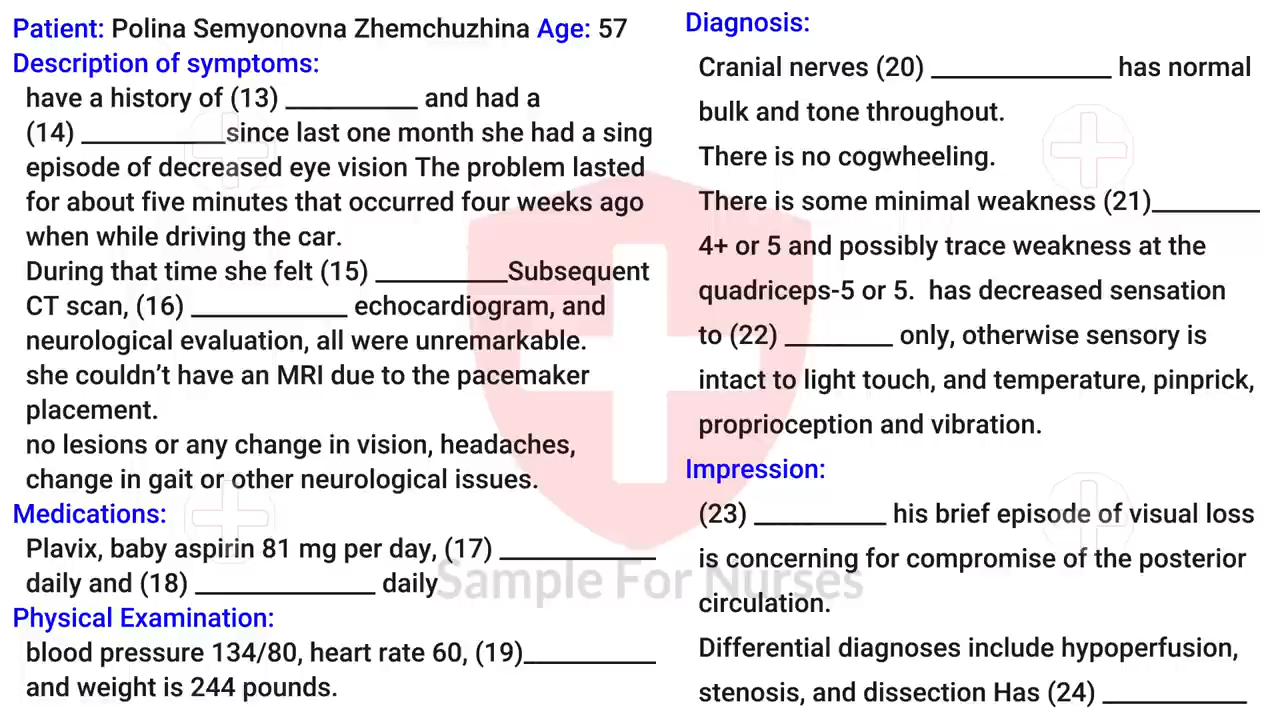 Patient: Polina Semyonovna Zhemchuzhina Age: 57
Description of symptoms:
have a history of (13) __________ and had a
(14) ___________since last one month she had a sing
episode of decreased eye vision The problem lasted
for about five minutes that occurred four weeks ago
when while driving the car.
During that time she felt (15) __________Subsequent
CT scan, (16) ____________ echocardiogram, and
neurological evaluation, all were unremarkable.
she couldn’t have an MRI due to the pacemaker
placement.
no lesions or any change in vision, headaches,
change in gait or other neurological issues.
Medications:
Plavix, baby aspirin 81 mg per day, (17) ____________
daily and (18) ______________ daily
Physical Examination:
blood pressure 134/80, heart rate 60, (19)__________
and weight is 244 pounds.
Diagnosis:
Cranial nerves (20) ______________ has normal
bulk and tone throughout.
There is no cogwheeling.
There is some minimal weakness (21)________
4+ or 5 and possibly trace weakness at the
quadriceps-5 or 5. has decreased sensation
to (22) ________ only, otherwise sensory is
intact to light touch, and temperature, pinprick,
proprioception and vibration.
Impression:
(23) __________ his brief episode of visual loss
is concerning for compromise of the posterior
circulation.
Differential diagnoses include hypoperfusion,
stenosis, and dissection Has (24) ___________
Sample For Nurses